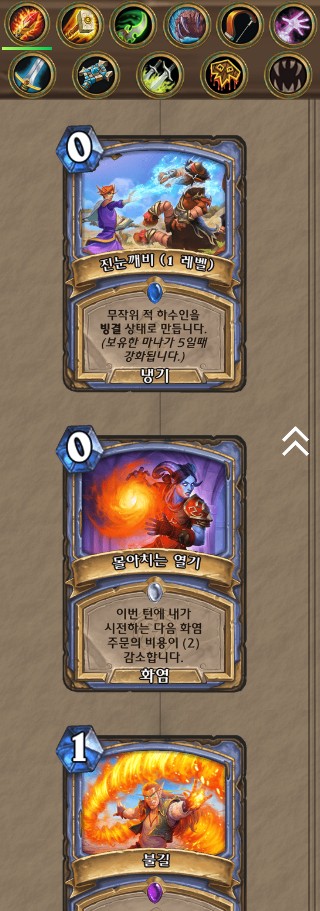 0
진눈깨비 (1 레벨)
무작위 적 하수인을
빙결 상태로 만듭니다.
(보유한 마나가 5일때
강화됩니다.)
냉기
0
몰아치는 열기
이번 턴에 내가
시전하는 다음 화염
주문의 비용이 (2)
감소합니다.
화염
1
불길